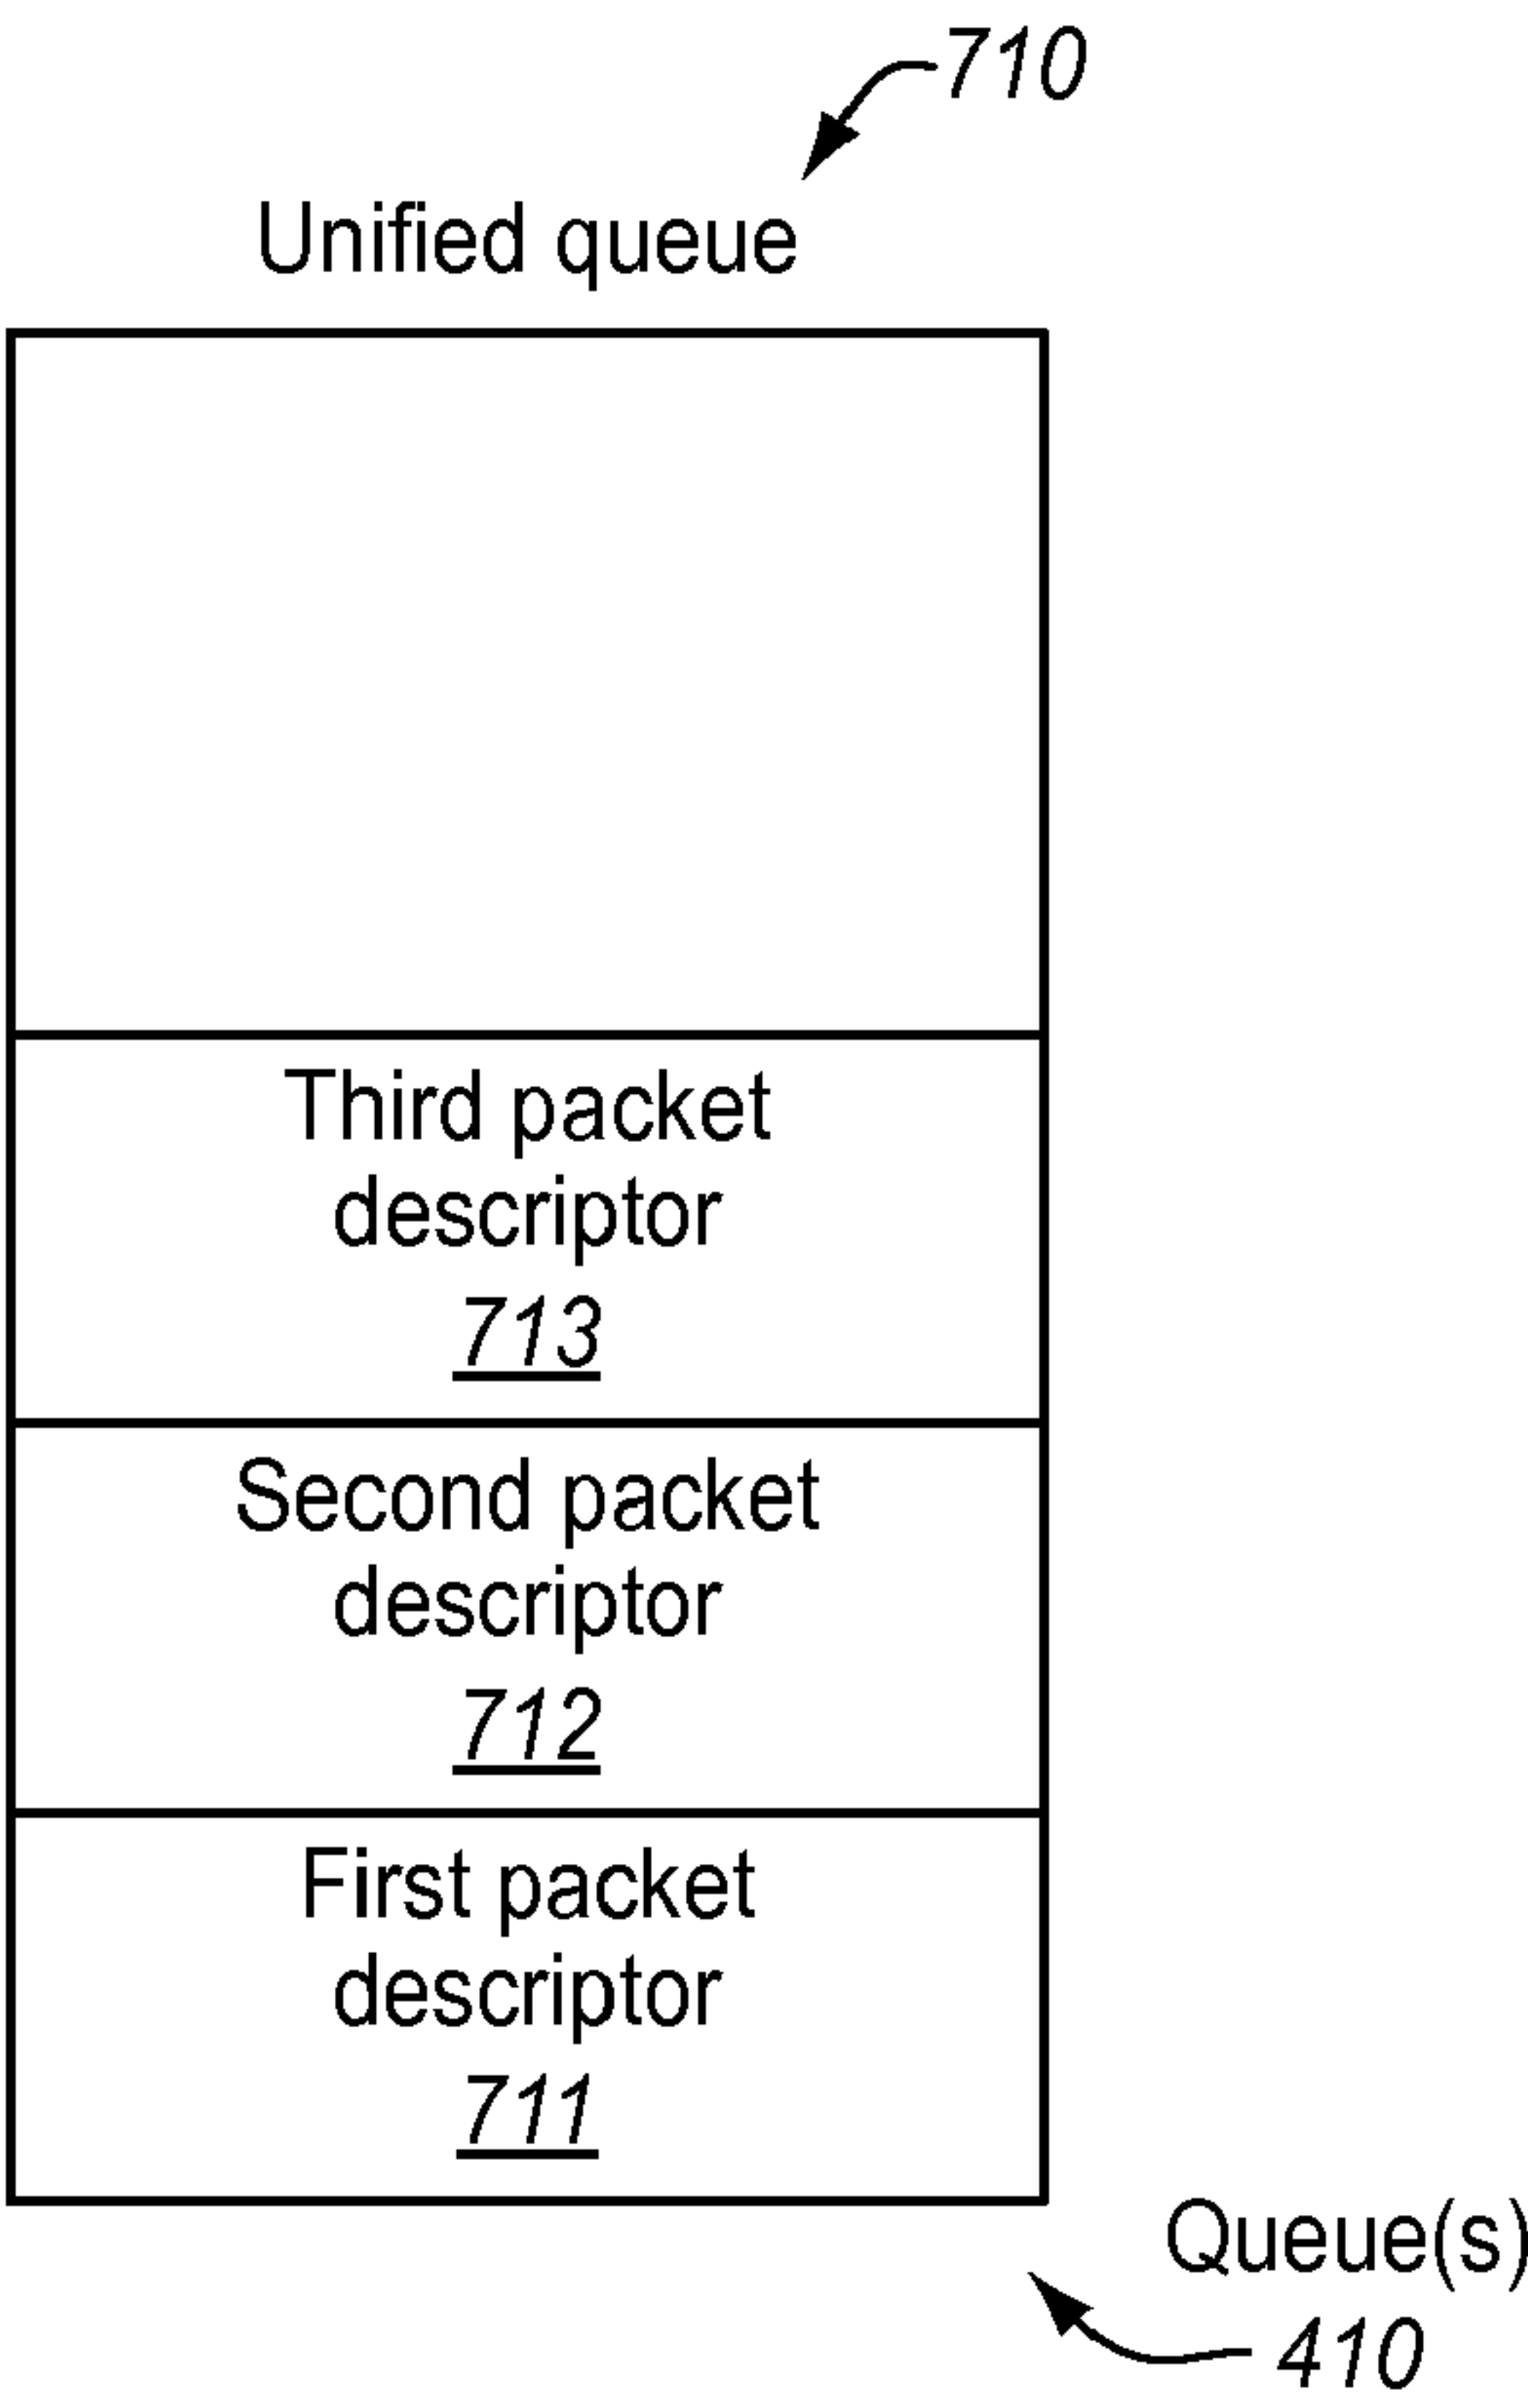 710
Unified queue
Third packet
descriptor
713
Second packet
descriptor
712
First packet
descriptor
711
Queue(s)
410